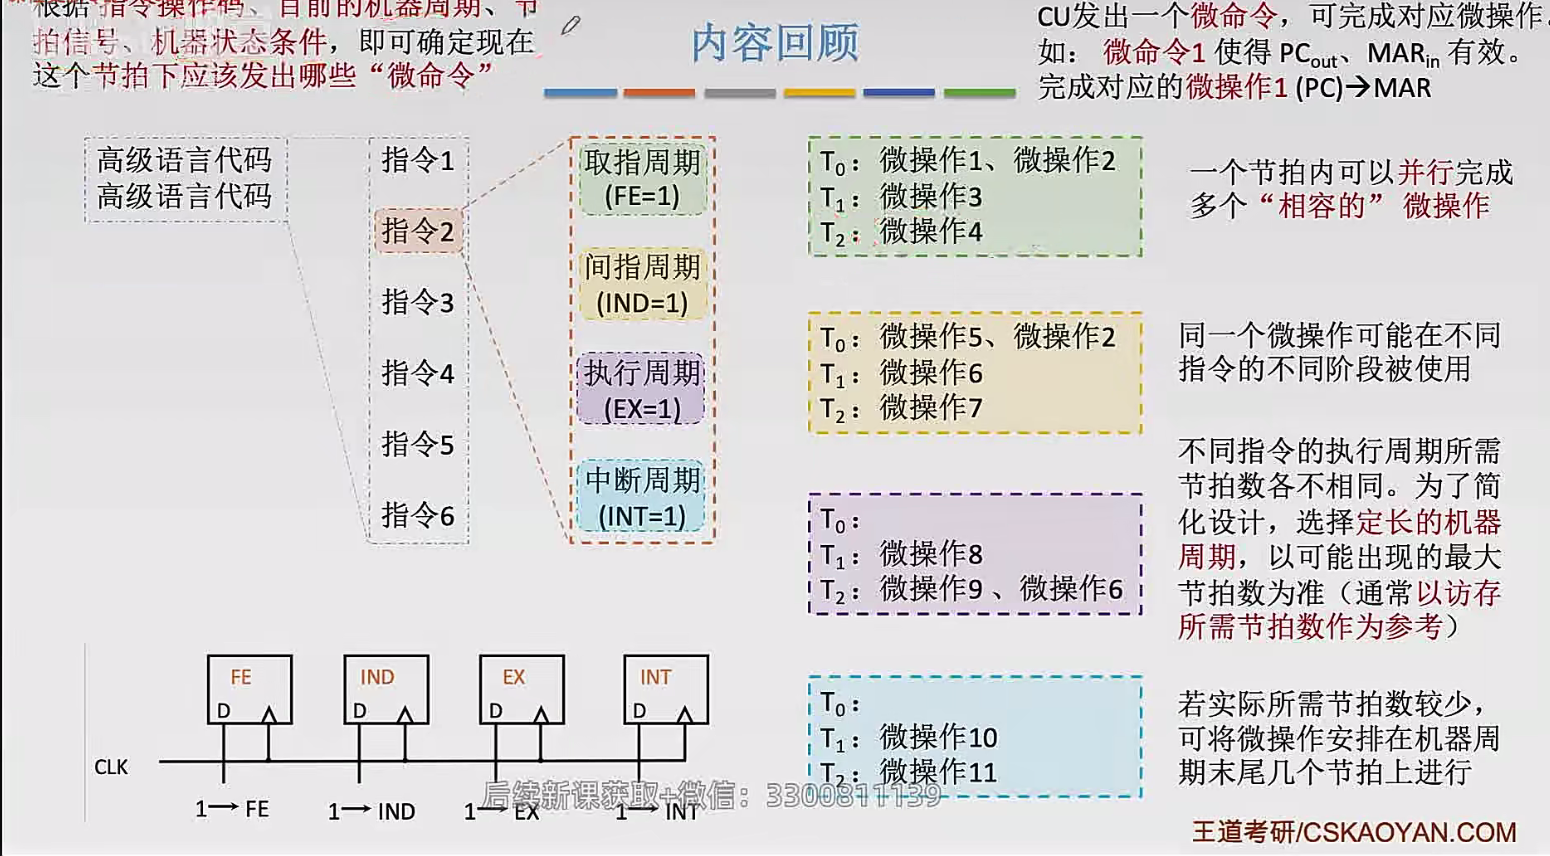 根据 指令操作码、目前的机器周期、节
拍信号、机器状态条件，即可确定现在
这个节拍下应该发出哪些“微命令”
内容回顾
CU发出一个微命令，可完成对应微操作。
如： 微命令1 使得 PCout、MARin 有效。
完成对应的微操作1 (PC)→MAR
高级语言代码
高级语言代码
指令1
指令2
指令3
指令4
指令5
指令6
取指周期
(FE=1)
间指周期
(IND=1)
执行周期
(EX=1)
中断周期
(INT=1)
T0：微操作1、微操作2
T1：微操作3
T2：微操作4
T0：微操作5、微操作2
T1：微操作6
T2：微操作7
T0：
T1：微操作8
T2：微操作9 、微操作6
T0：
T1：微操作10
T2：微操作11
一个节拍内可以并行完成
多个“相容的” 微操作
同一个微操作可能在不同
指令的不同阶段被使用
不同指令的执行周期所需
节拍数各不相同。为了简
化设计，选择定长的机器
周期，以可能出现的最大
节拍数为准（通常以访存
所需节拍数作为参考）
若实际所需节拍数较少，
可将微操作安排在机器周
期末尾几个节拍上进行
FE
IND
EX
INT
D
D
D
D
CLK
1→ FE
1→ IND
1→ EX
1→ INT
后续新课获取+微信：3300811139
王道考研/CSKAOYAN.COM